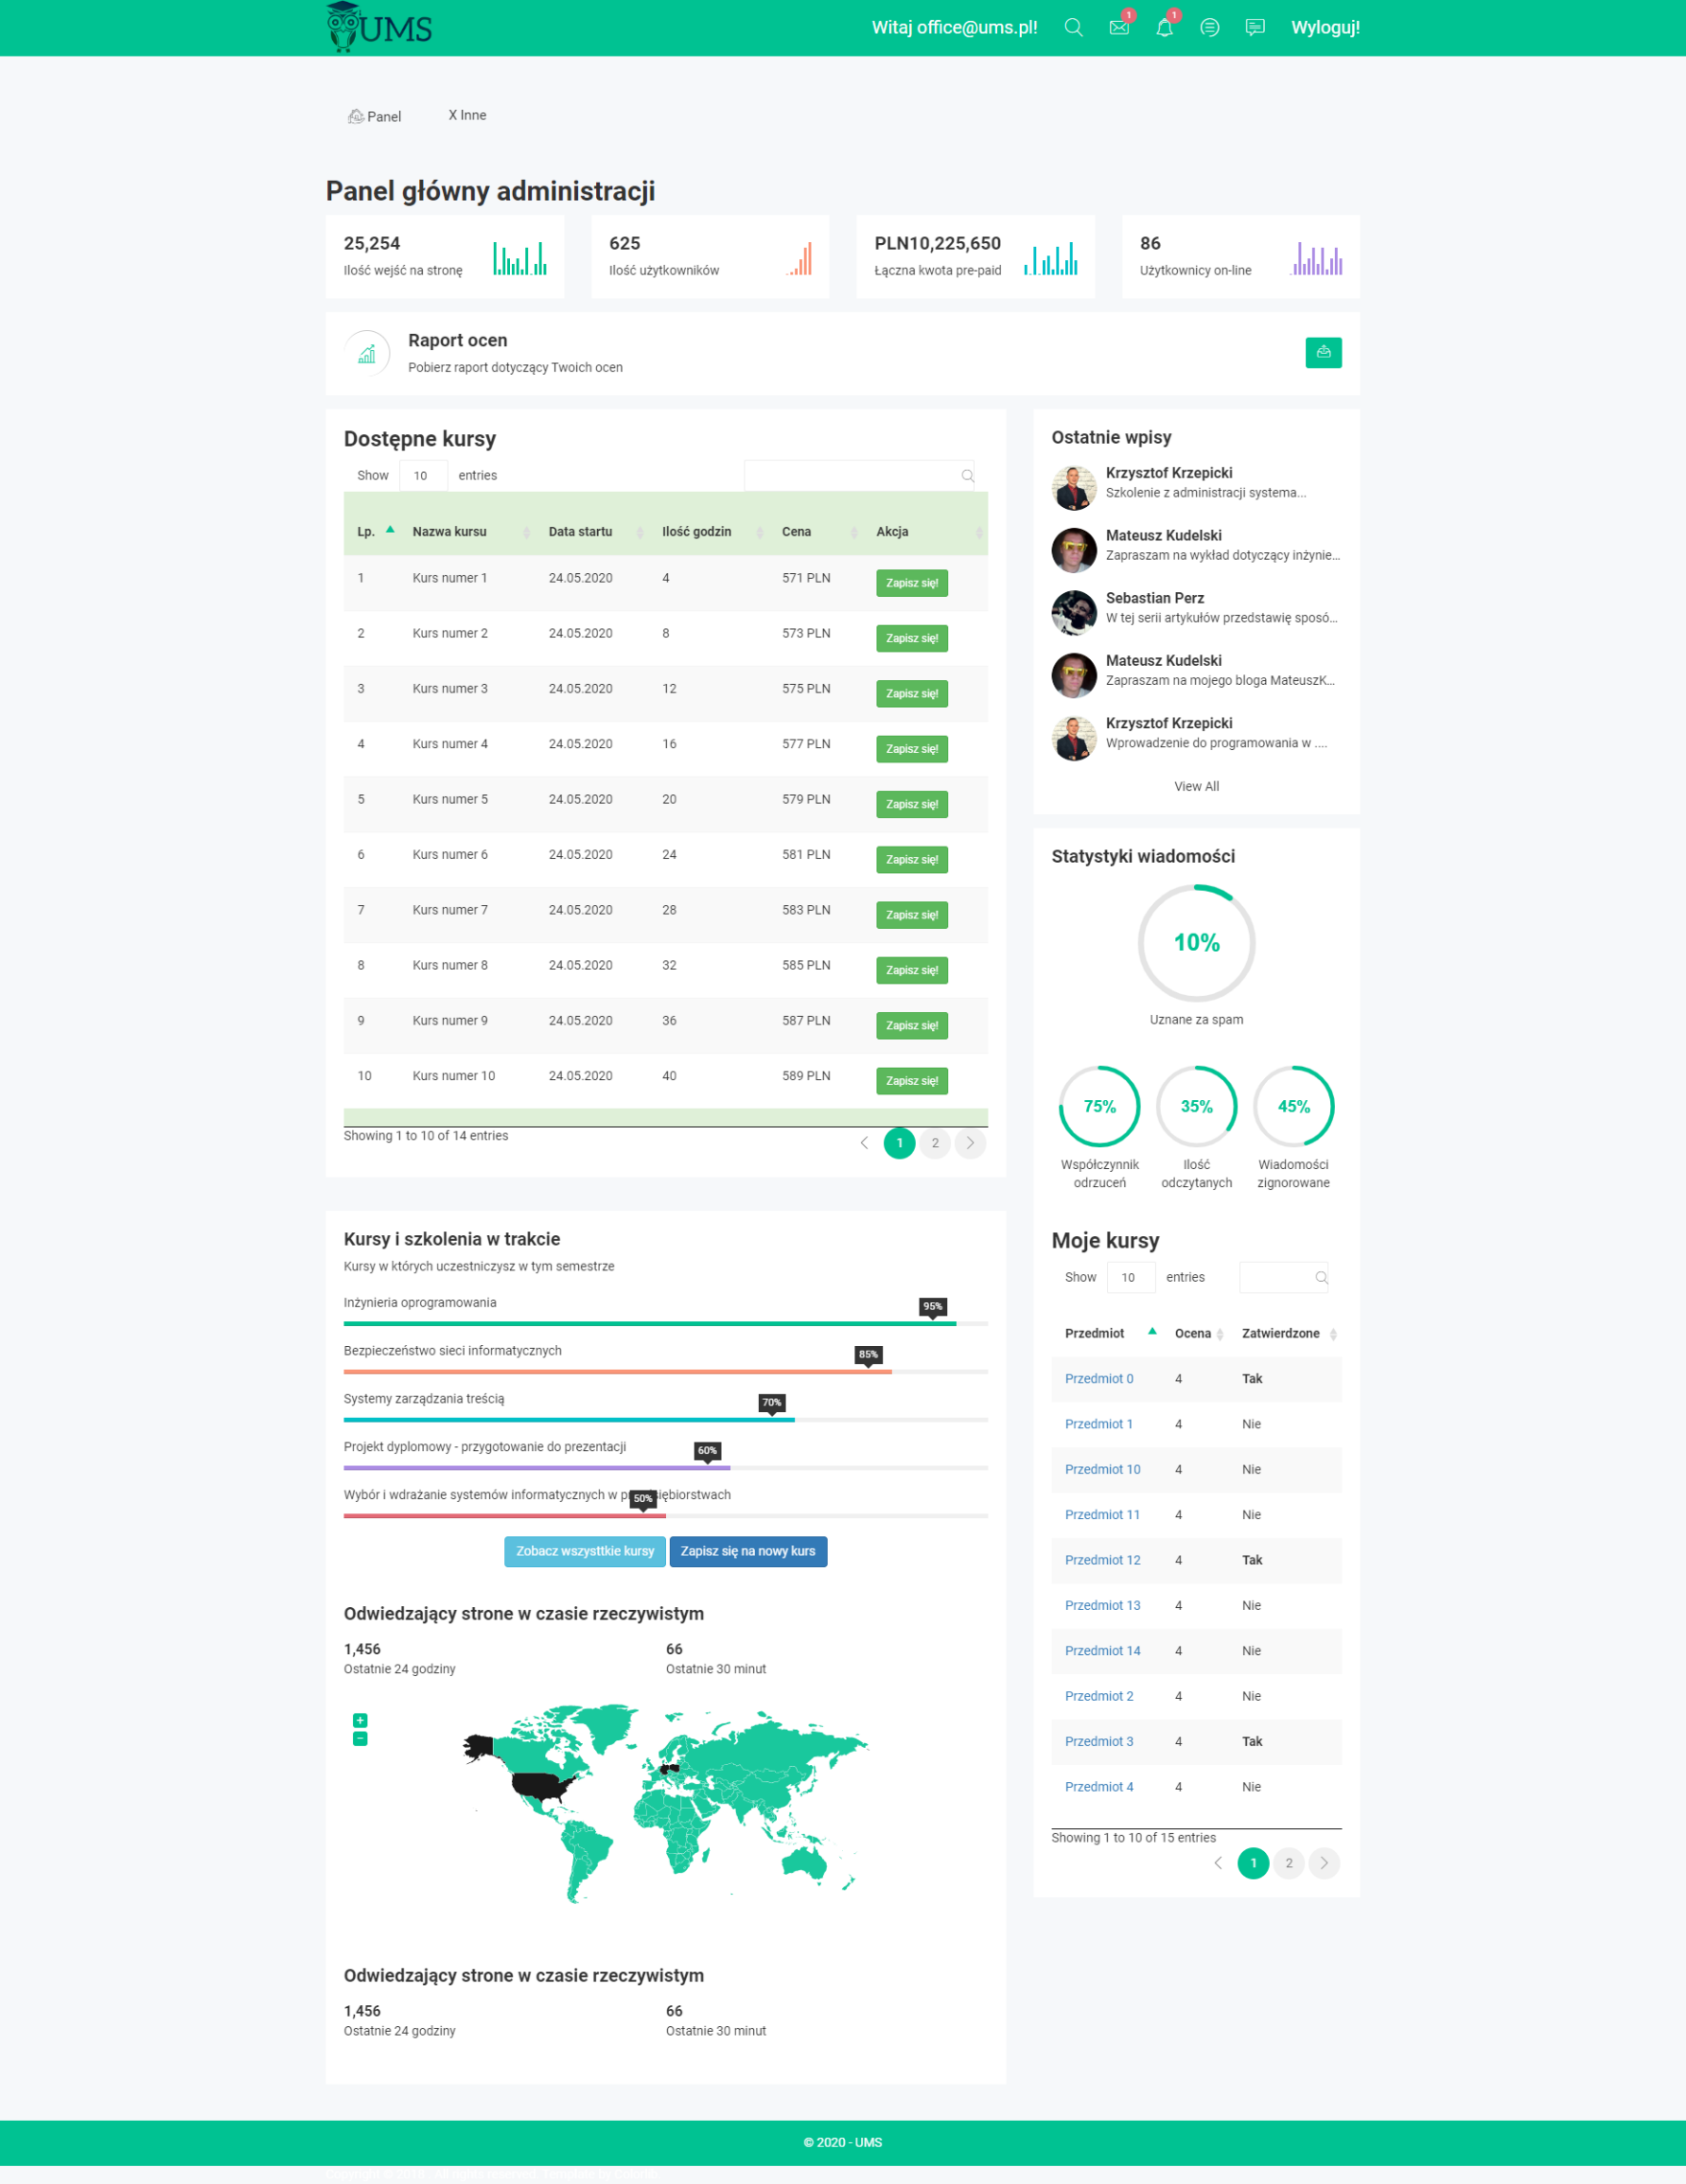 UMS
Witaj office@ums.pl! 1 1 Wyloguj!
Panel X Inne
Panel główny administracji
25,254
Ilość wejść na stronę
625
Ilość użytkowników
PLN10,225,650
Łączna kwota pre-paid
86
Użytkownicy on-line
Raport ocen
Pobierz raport dotyczący Twoich ocen
Dostępne kursy
Show 10 entries
Lp. Nazwa kursu Data startu Ilość godzin Cena Akcja
1 Kurs numer 1 24.05.2020 4 571 PLN Zapisz się!
2 Kurs numer 2 24.05.2020 8 573 PLN Zapisz się!
3 Kurs numer 3 24.05.2020 12 575 PLN Zapisz się!
4 Kurs numer 4 24.05.2020 16 577 PLN Zapisz się!
5 Kurs numer 5 24.05.2020 20 579 PLN Zapisz się!
6 Kurs numer 6 24.05.2020 24 581 PLN Zapisz się!
7 Kurs numer 7 24.05.2020 28 583 PLN Zapisz się!
8 Kurs numer 8 24.05.2020 32 585 PLN Zapisz się!
9 Kurs numer 9 24.05.2020 36 587 PLN Zapisz się!
10 Kurs numer 10 24.05.2020 40 589 PLN Zapisz się!
Showing 1 to 10 of 14 entries 1 2
Kursy i szkolenia w trakcie
Kursy w których uczestniczysz w tym semestrze
Inżynieria oprogramowania 95%
Bezpieczeństwo sieci informatycznych 85%
Systemy zarządzania treścią 70%
Projekt dyplomowy - przygotowanie do prezentacji 60%
Wybór i wdrażanie systemów informatycznych w 50%
Zobacz wszysttkie kursy Zapisz się na nowy kurs
Odwiedzający strone w czasie rzeczywistym
1,456 66
Ostatnie 24 godziny Ostatnie 30 minut
+
−
Odwiedzający strone w czasie rzeczywistym
1,456 66
Ostatnie 24 godziny Ostatnie 30 minut
Ostatnie wpisy
Krzysztof Krzepicki
Szkolenie z administracji systema...
Mateusz Kudelski
Zapraszam na wykład dotyczący inżynie...
Sebastian Perz
W tej serii artykułów przedstawię sposó...
Mateusz Kudelski
Zapraszam na mojego bloga MateuszK...
Krzysztof Krzepicki
Wprowadzenie do programowania w ....
View All
Statystyki wiadomości
10%
Uznane za spam
75% 35% 45%
Współczynnik Ilość Wiadomości
odrzuceń odczytanych zignorowane
Moje kursy
Show 10 entries
Przedmiot Ocena Zatwierdzone
Przedmiot 0 4 Tak
Przedmiot 1 4 Nie
Przedmiot 10 4 Nie
Przedmiot 11 4 Nie
Przedmiot 12 4 Tak
Przedmiot 13 4 Nie
Przedmiot 14 4 Nie
Przedmiot 2 4 Nie
Przedmiot 3 4 Tak
Przedmiot 4 4 Nie
Showing 1 to 10 of 15 entries
1 2
© 2020 - UMS